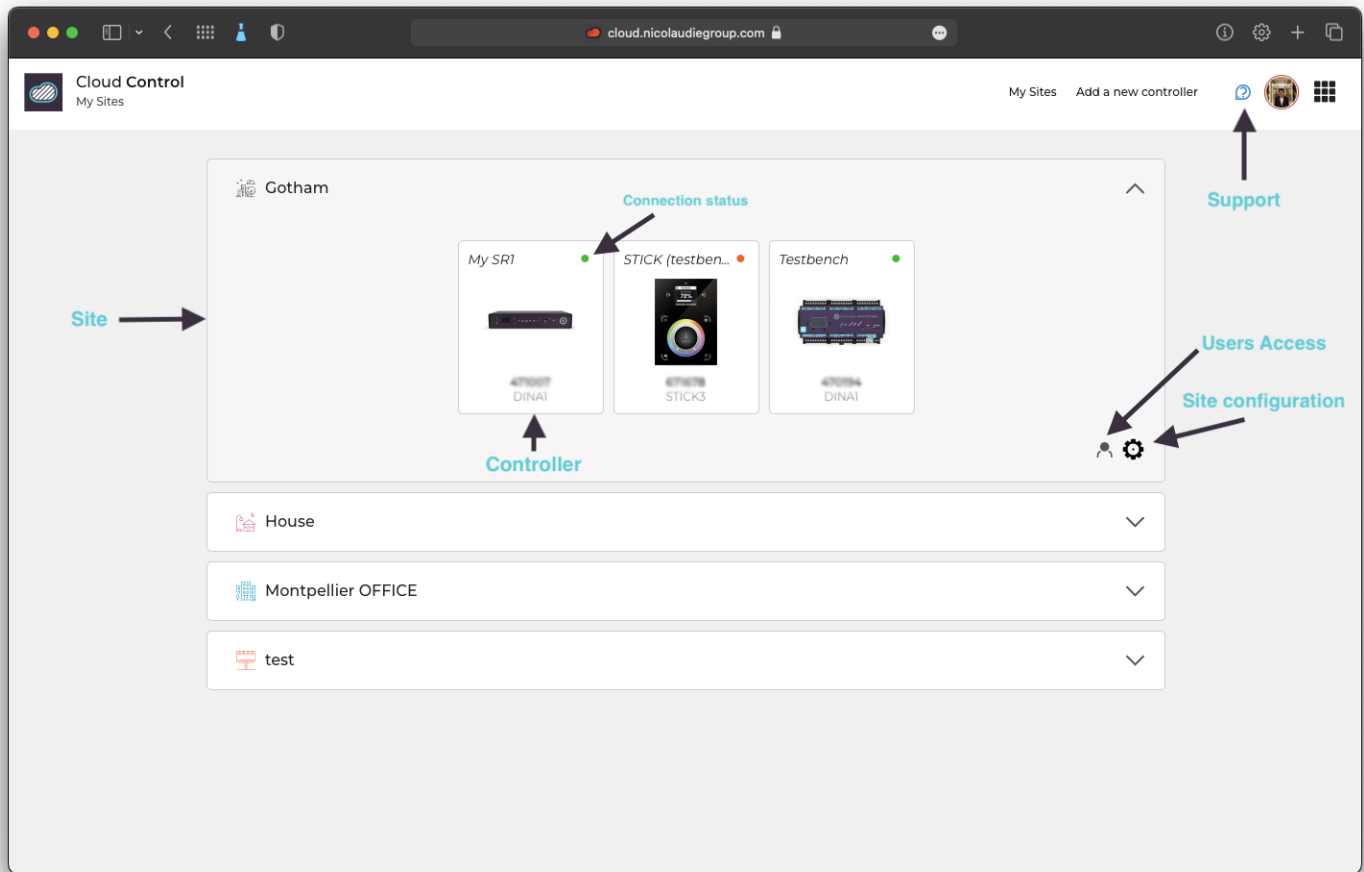 cloud.nicolaudiegroup.com
Cloud Control
My Sites
My Sites
Add a new controller
Support
Gotham
Connection status
My SR1
STICK (testben...
Testbench
78%
Site
DINA1
STICK3
DINA1
Controller
Users Access
Site configuration
House
Montpellier OFFICE
test